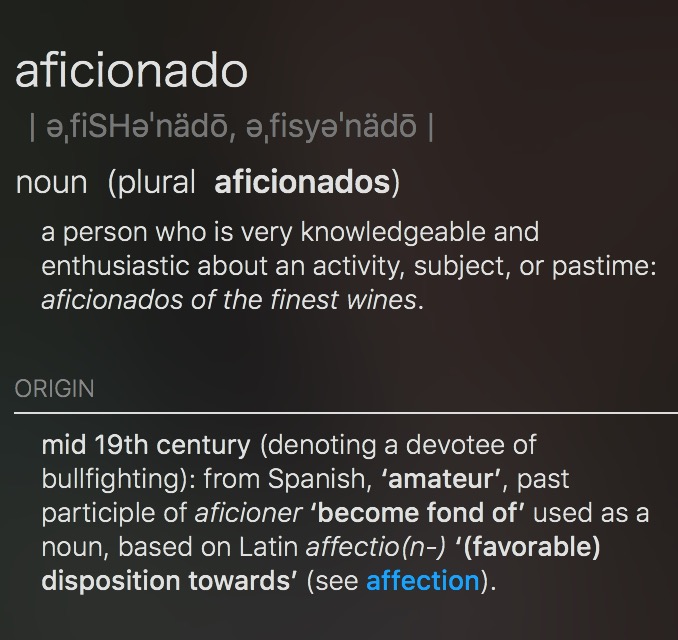 aficionado
| əˌfiSHəˈnädō, əˌfisyəˈnädō |
noun (plural aficionados)
a person who is very knowledgeable and
enthusiastic about an activity, subject, or pastime:
aficionados of the finest wines.
ORIGIN
mid 19th century (denoting a devotee of
bullfighting): from Spanish, ‘amateur’, past
participle of aficioner ‘become fond of’ used as a
noun, based on Latin affectio(n-) ‘(favorable)
disposition towards’ (see affection).